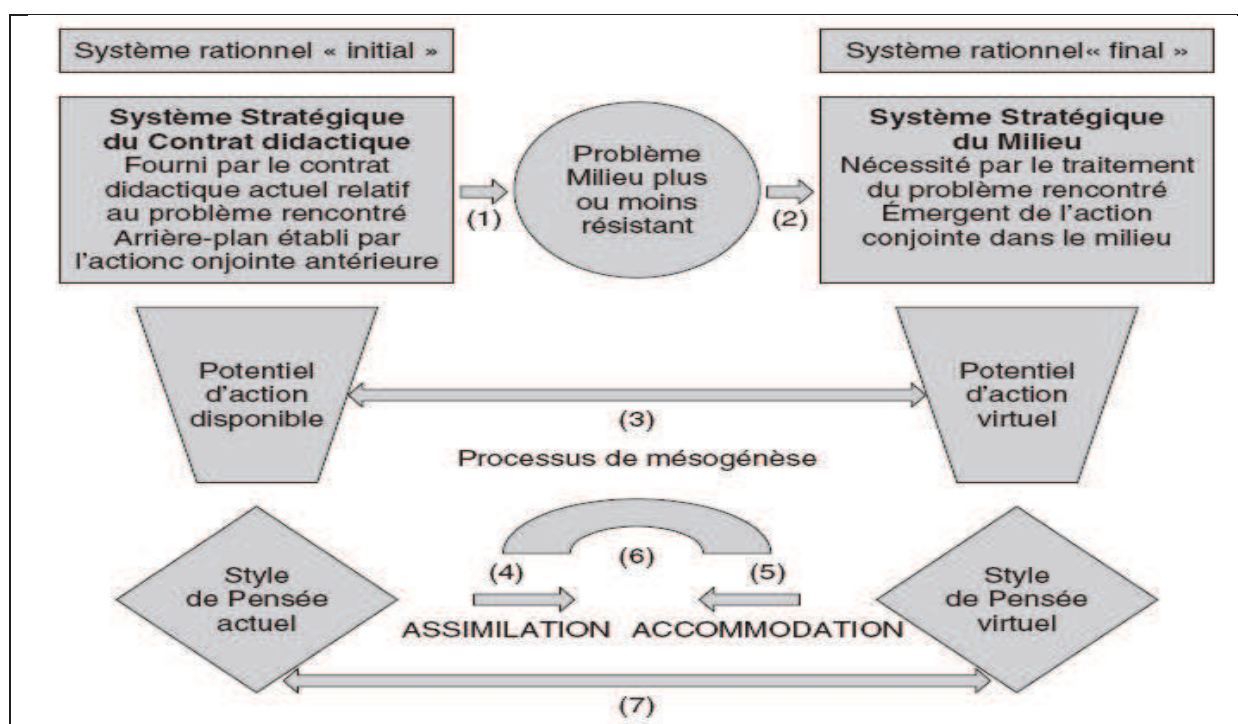 Système rationnel « initial »
Système rationnel« final »
Système Stratégique
du Contrat didactique
Fourni par le contrat
didactique actuel relatif
au problème rencontré
Arrière-plan établi par
l'actionc onjointe antérieure
(1)
Problème
Milieu plus
ou moins
résistant
(2)
Système Stratégique
du Milieu
Nécessité par le traitement
du problème rencontré
Émergent de l'action
conjointe dans le milieu
Potentiel
d'action
disponible
(3)
Processus de mésogénèse
Potentiel
d'action
virtuel
Style
de Pensée
actuel
(4)
(6)
(5)
ASSIMILATION
ACCOMMODATION
Style
de Pensée
virtuel
(7)